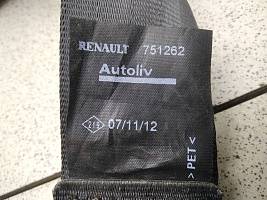 RENAULT 751262
Autoliv
07/11/12
> PET <